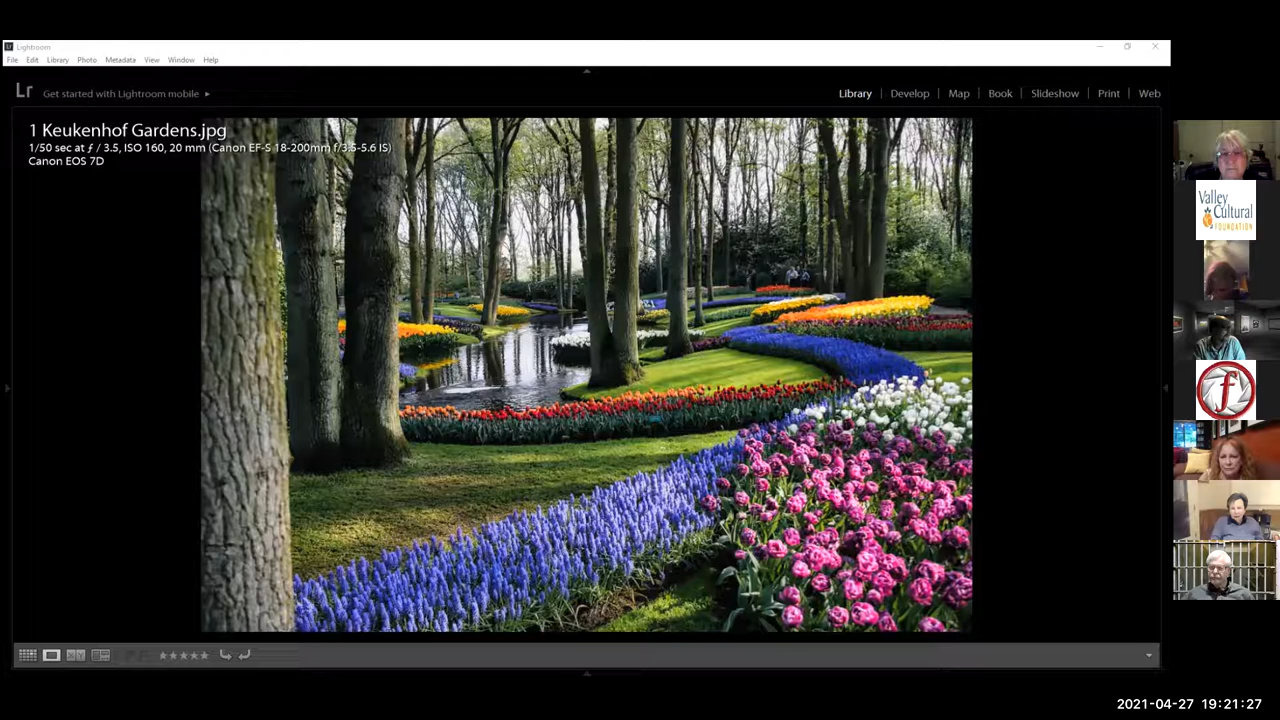 Lr Lightroom
File Edit Library Photo Metadata View Window Help
Lr Get started with Lightroom mobile ▸
Library | Develop | Map | Book | Slideshow | Print | Web
1 Keukenhof Gardens.jpg
1/50 sec at ƒ / 3.5, ISO 160, 20 mm (Canon EF-S 18-200mm f/3.5-5.6 IS)
Canon EOS 7D
Valley
Cultural
FOUNDATION
f
2021-04-27 19:21:27